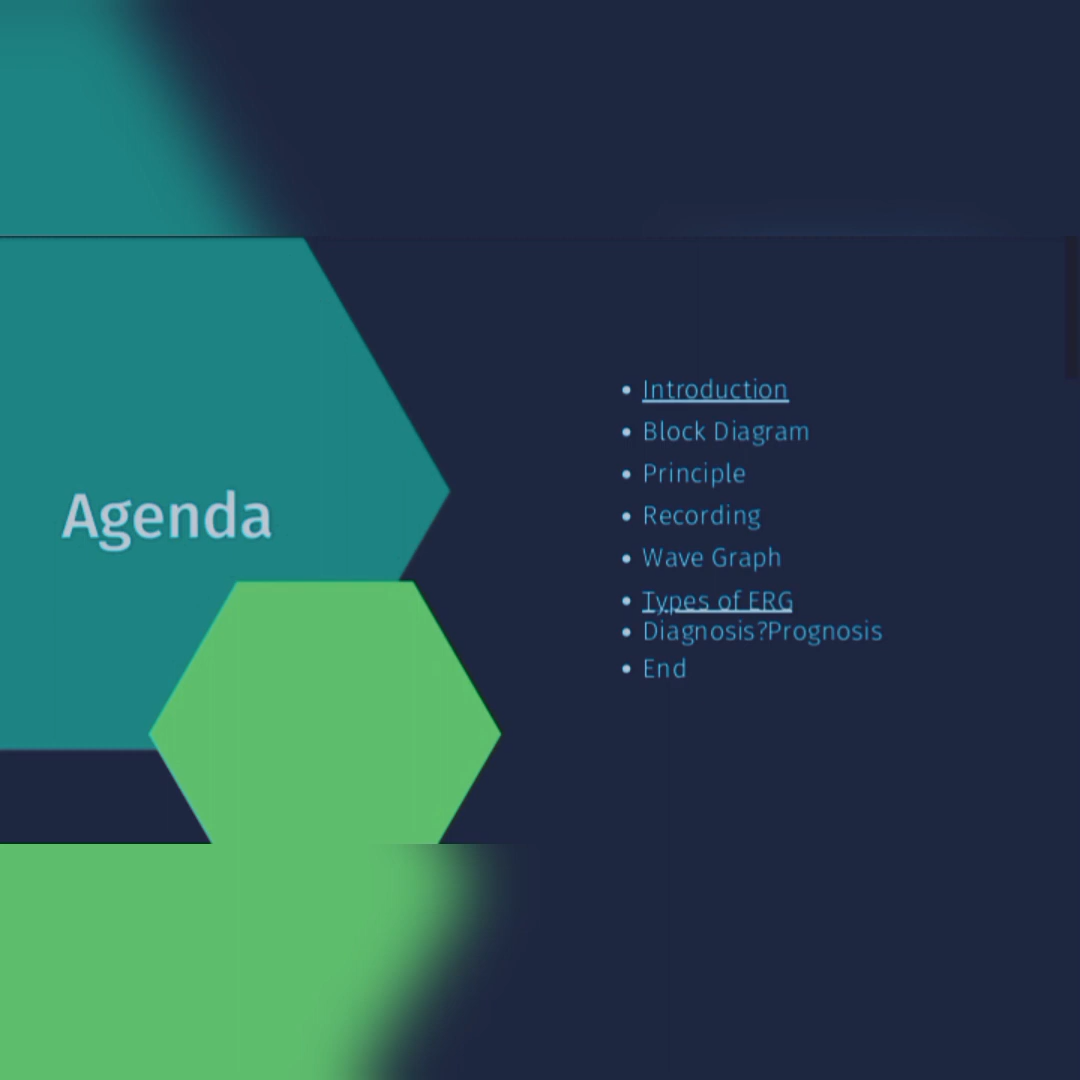 Agenda
Introduction
Block Diagram
Principle
Recording
Wave Graph
Types of ERG
Diagnosis?Prognosis
End